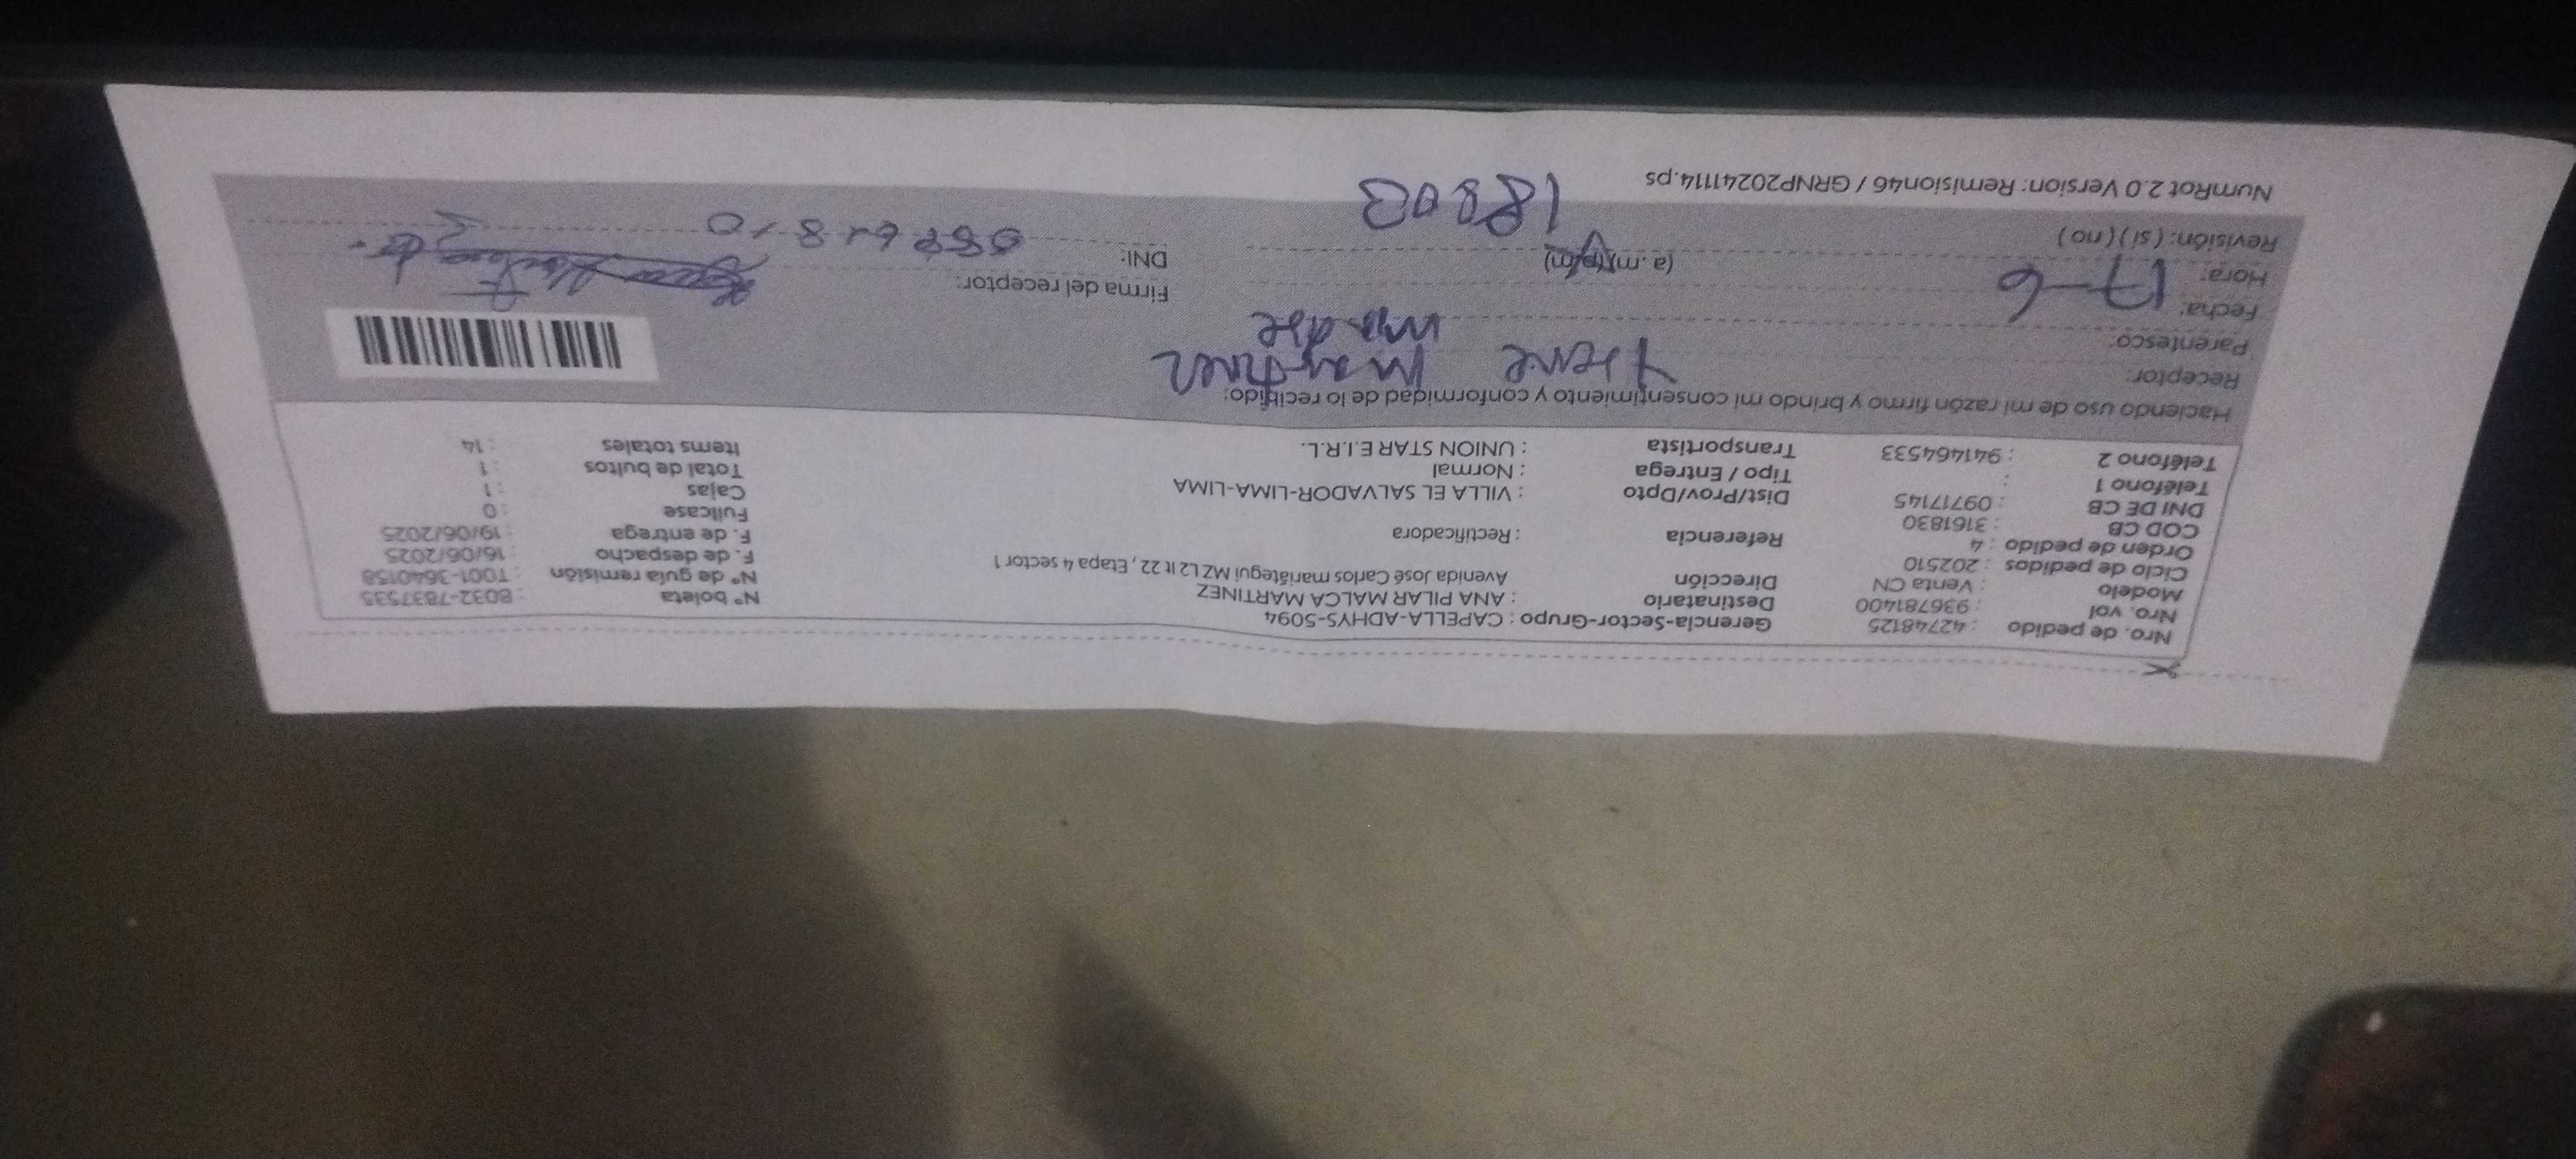 Nro. de pedido : 42748125
Nro. vol : 936781400
Modelo : Venta CN
Ciclo de pedidos : 202510
Orden de pedido : 4
COD CB : 3161830
DNI DE CB : 09717145
Teléfono 1 :
Teléfono 2 : 941464533
Gerencia-Sector-Grupo : CAPELLA-ADHYS-5094
Destinatario : ANA PILAR MALCA MARTINEZ
Dirección Avenida José Carlos mariátegui MZ L2 lt 22 , Etapa 4 sector 1
Referencia : Rectificadora
Dist/Prov/Dpto : VILLA EL SALVADOR-LIMA-LIMA
Tipo / Entrega : Normal
Transportista : UNION STAR E.I.R.L.
N° boleta : B032-7837535
N° de guía remisión : T001-3640158
F. de despacho : 16/06/2025
F. de entrega : 19/06/2025
Fullcase : 0
Cajas : 1
Total de bultos : 1
Items totales : 14
Haciendo uso de mi razón firmo y brindo mi consentimiento y conformidad de lo recibido:
Receptor: Martinez
Parentesco: madre
Fecha: 17-6
Hora: (a.m)(p/m)
Revisión: ( si ) ( no )
Firma del receptor:
DNI:
18803
NumRot 2.0 Version: Remision46 / GRNP20241114.ps